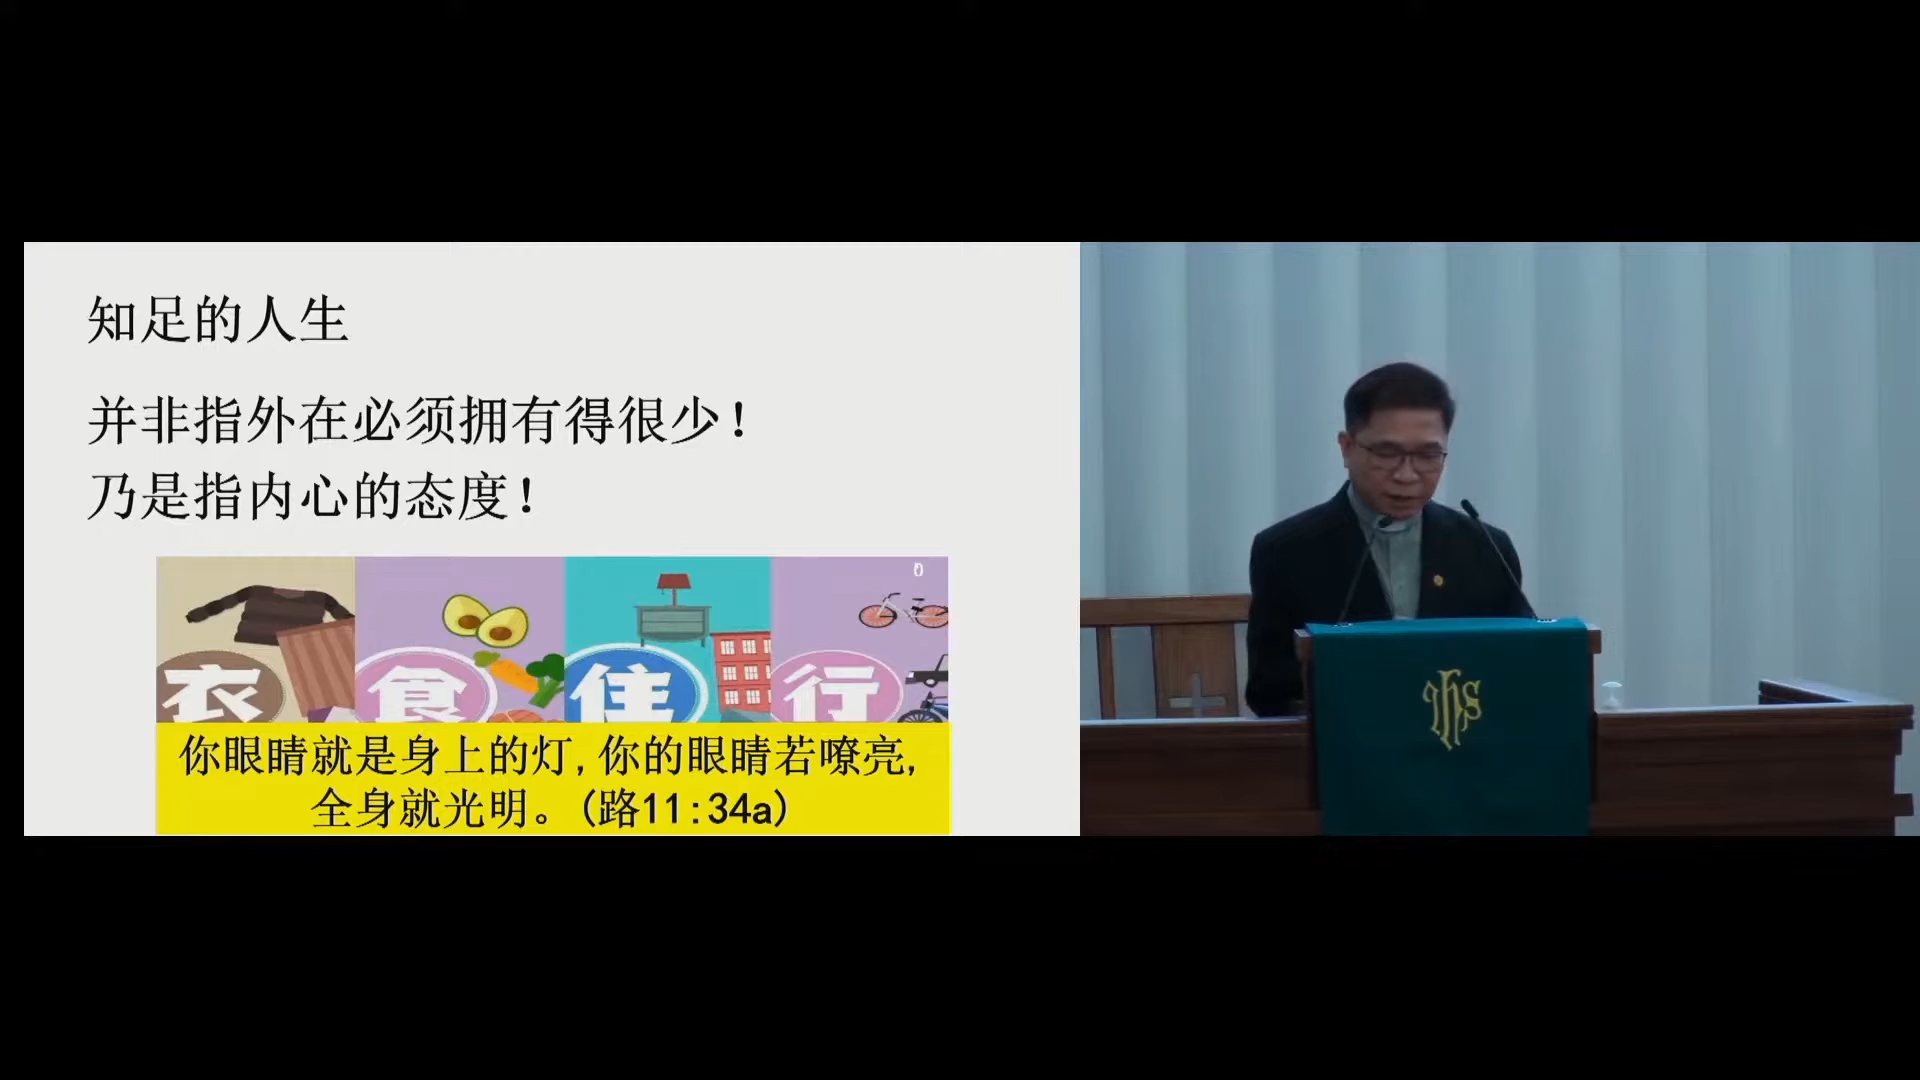 知足的人生
并非指外在必须拥有得很少！
乃是指内心的态度！
衣 食 住 行
你眼睛就是身上的灯,你的眼睛若嘹亮,
全身就光明。(路11:34a)
IHS